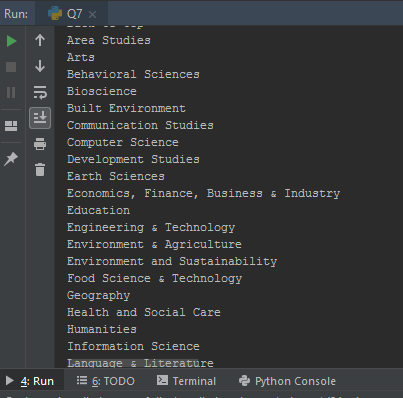 Run: Q7
Area Studies
Arts
Behavioral Sciences
Bioscience
Built Environment
Communication Studies
Computer Science
Development Studies
Earth Sciences
Economics, Finance, Business & Industry
Education
Engineering & Technology
Environment & Agriculture
Environment and Sustainability
Food Science & Technology
Geography
Health and Social Care
Humanities
Information Science
Language & Literature
4: Run 6: TODO Terminal Python Console